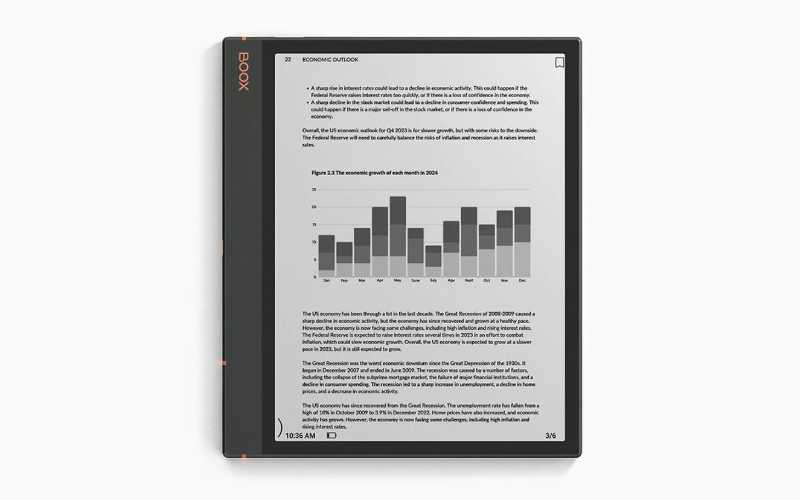 BOOX
22 ECONOMIC OUTLOOK
• A sharp rise in interest rates could lead to a decline in economic activity. This could happen if the
Federal Reserve raises interest rates too quickly, or if there is a loss of confidence in the economy.
• A sharp decline in the stock market could lead to a decline in consumer confidence and spending. This
could happen if there is a major sell-off in the stock market, or if there is a loss of confidence in the
economy.
Overall, the US economic outlook for Q4 2023 is for slower growth, but with some risks to the downside.
The Federal Reserve will need to carefully balance the risks of inflation and recession as it raises interest
rates.
Figure 2.3 The economic growth of each month in 2024
25
20
15
10
5
0
Jan Feb Mar Apr May June July Apr Sept Oct Nov Dec
The US economy has been through a lot in the last decade. The Great Recession of 2008-2009 caused a
sharp decline in economic activity, but the economy has since recovered and grown at a healthy pace.
However, the economy is now facing some challenges, including high inflation and rising interest rates.
The Federal Reserve is expected to raise interest rates several times in 2023 in an effort to combat
inflation, which could slow economic growth. Overall, the US economy is expected to grow at a slower
pace in 2023, but it is still expected to grow.
The Great Recession was the worst economic downturn since the Great Depression of the 1930s. It
began in December 2007 and ended in June 2009. The recession was caused by a number of factors,
including the collapse of the subprime mortgage market, the failure of major financial institutions, and a
decline in consumer spending. The recession led to a sharp increase in unemployment, a decline in home
prices, and a decrease in economic activity.
The US economy has since recovered from the Great Recession. The unemployment rate has fallen from a
high of 10% in October 2009 to 3.9% in December 2022. Home prices have also increased, and economic
activity has grown. However, the economy is now facing some challenges, including high inflation and
rising interest rates.
10:36 AM 3/6